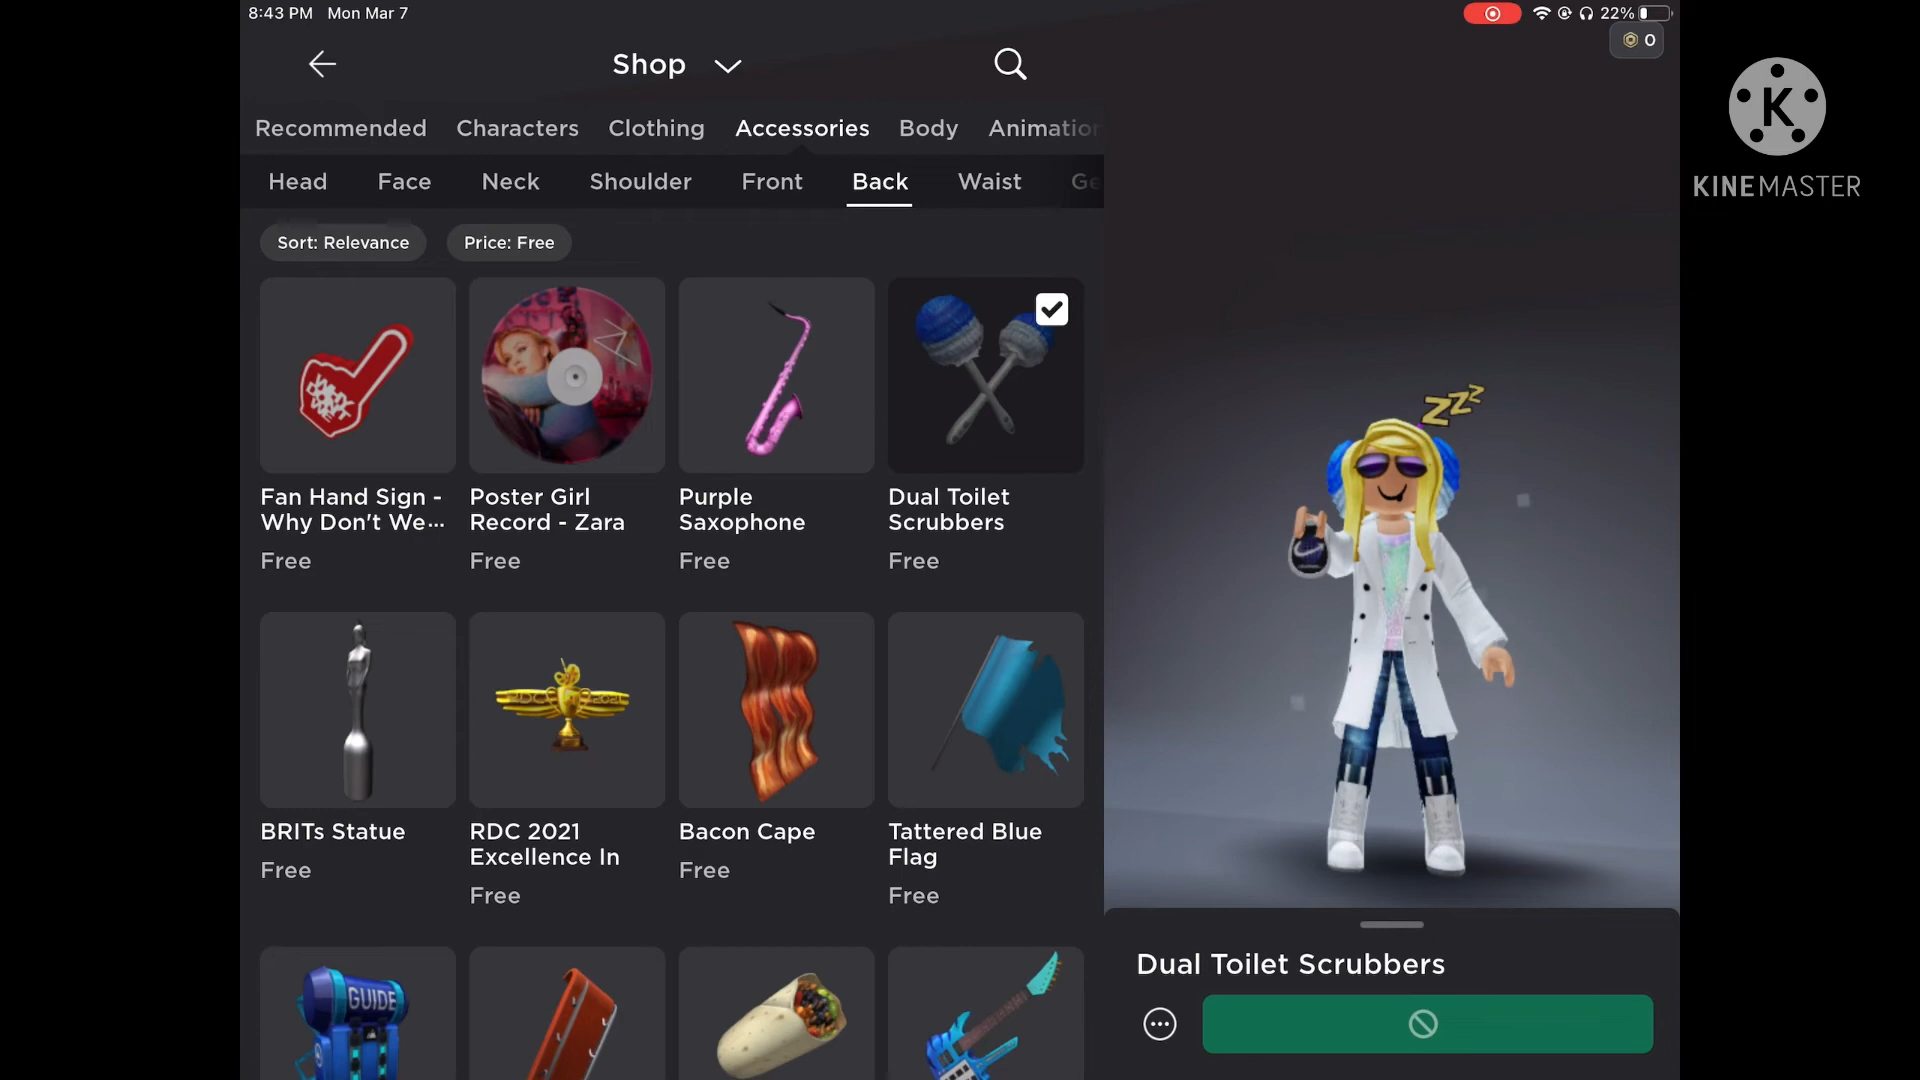 8:43 PM Mon Mar 7
22%
0
Shop
Recommended Characters Clothing Accessories Body Animation
Head Face Neck Shoulder Front Back Waist Ge
Sort: Relevance Price: Free
Fan Hand Sign -
Why Don't We...
Free
Poster Girl
Record - Zara
Free
Purple
Saxophone
Free
Dual Toilet
Scrubbers
Free
BRITs Statue
Free
RDC 2021
Excellence In
Free
Bacon Cape
Free
Tattered Blue
Flag
Free
GUIDE
ZZZ
Dual Toilet Scrubbers
K
KINEMASTER